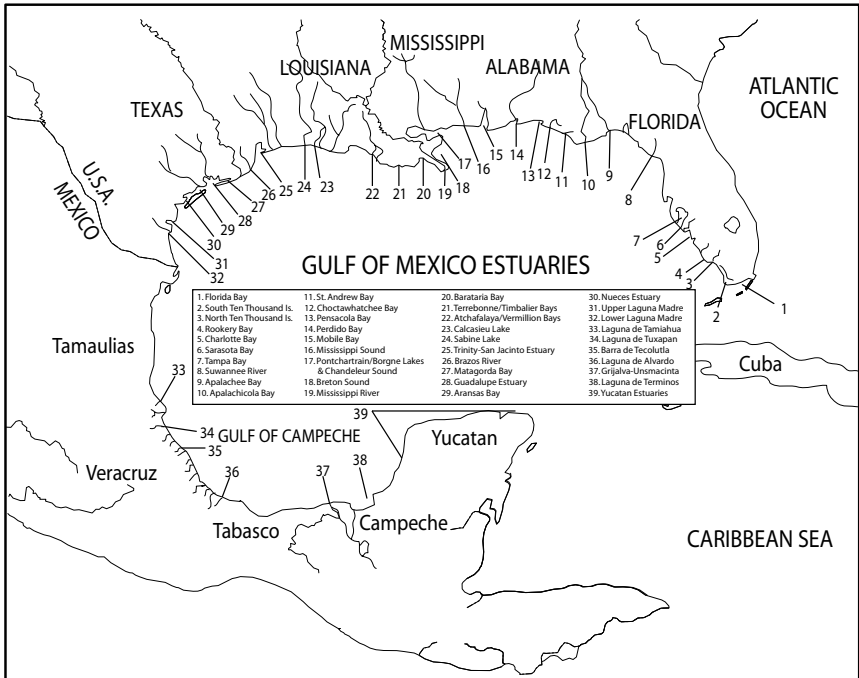 MISSISSIPPI
LOUISIANA
ALABAMA
ATLANTIC
OCEAN
TEXAS
FLORIDA
U.S.A.
MEXICO
17
16
15
14
13
12
11
10
9
8
7
6
5
4
3
2
1
18
19
20
21
22
23
24
25
26
27
28
29
30
31
32
GULF OF MEXICO ESTUARIES
1. Florida Bay
2. South Ten Thousand Is.
3. North Ten Thousand Is.
4. Rookery Bay
5. Charlotte Bay
6. Sarasota Bay
7. Tampa Bay
8. Suwannee River
9. Apalachee Bay
10. Apalachicola Bay
11. St. Andrew Bay
12. Choctawhatchee Bay
13. Pensacola Bay
14. Perdido Bay
15. Mobile Bay
16. Mississippi Sound
17. Pontchartrain/Borgne Lakes
& Chandeleur Sound
18. Breton Sound
19. Mississippi River
20. Barataria Bay
21. Terrebonne/Timbalier Bays
22. Atchafalaya/Vermillion Bays
23. Calcasieu Lake
24. Sabine Lake
25. Trinity-San Jacinto Estuary
26. Brazos River
27. Matagorda Bay
28. Guadalupe Estuary
29. Aransas Bay
30. Nueces Estuary
31. Upper Laguna Madre
32. Lower Laguna Madre
33. Laguna de Tamiahua
34. Laguna de Tuxapan
35. Barra de Tecolutla
36. Laguna de Alvardo
37. Grijalva-Unsmacinta
38. Laguna de Terminos
39. Yucatan Estuaries
Tamaulias
Cuba
33
39
34
GULF OF CAMPECHE
Yucatan
35
Veracruz
36
37
38
Tabasco
Campeche
CARIBBEAN SEA